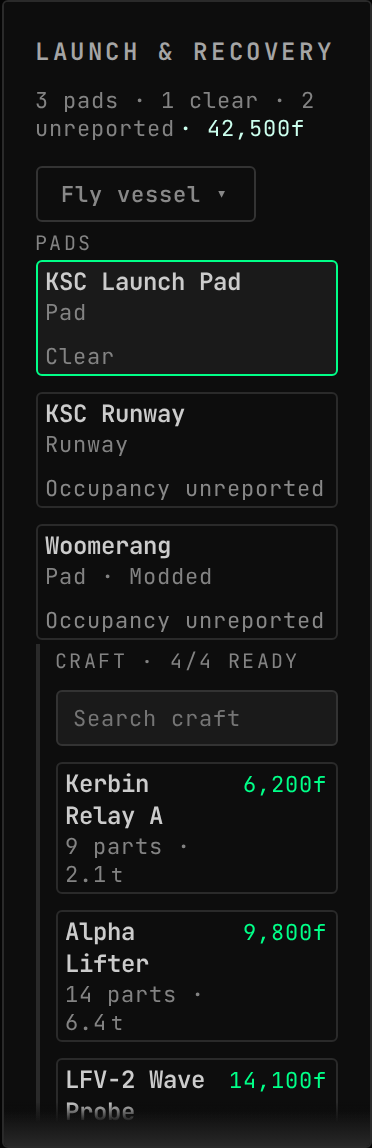 LAUNCH & RECOVERY
3 pads · 1 clear · 2
unreported · 42,500f
Fly vessel ▾
PADS
KSC Launch Pad
Pad
Clear
KSC Runway
Runway
Occupancy unreported
Woomerang
Pad · Modded
Occupancy unreported
CRAFT · 4/4 READY
Search craft
Kerbin 6,200f
Relay A
9 parts ·
2.1t
Alpha 9,800f
Lifter
14 parts ·
6.4t
LFV-2 Wave 14,100f
Probe